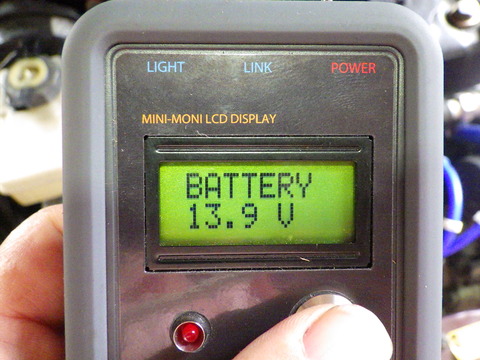 LIGHT LINK POWER
MINI-MONI LCD DISPLAY
BATTERY
13.9 V